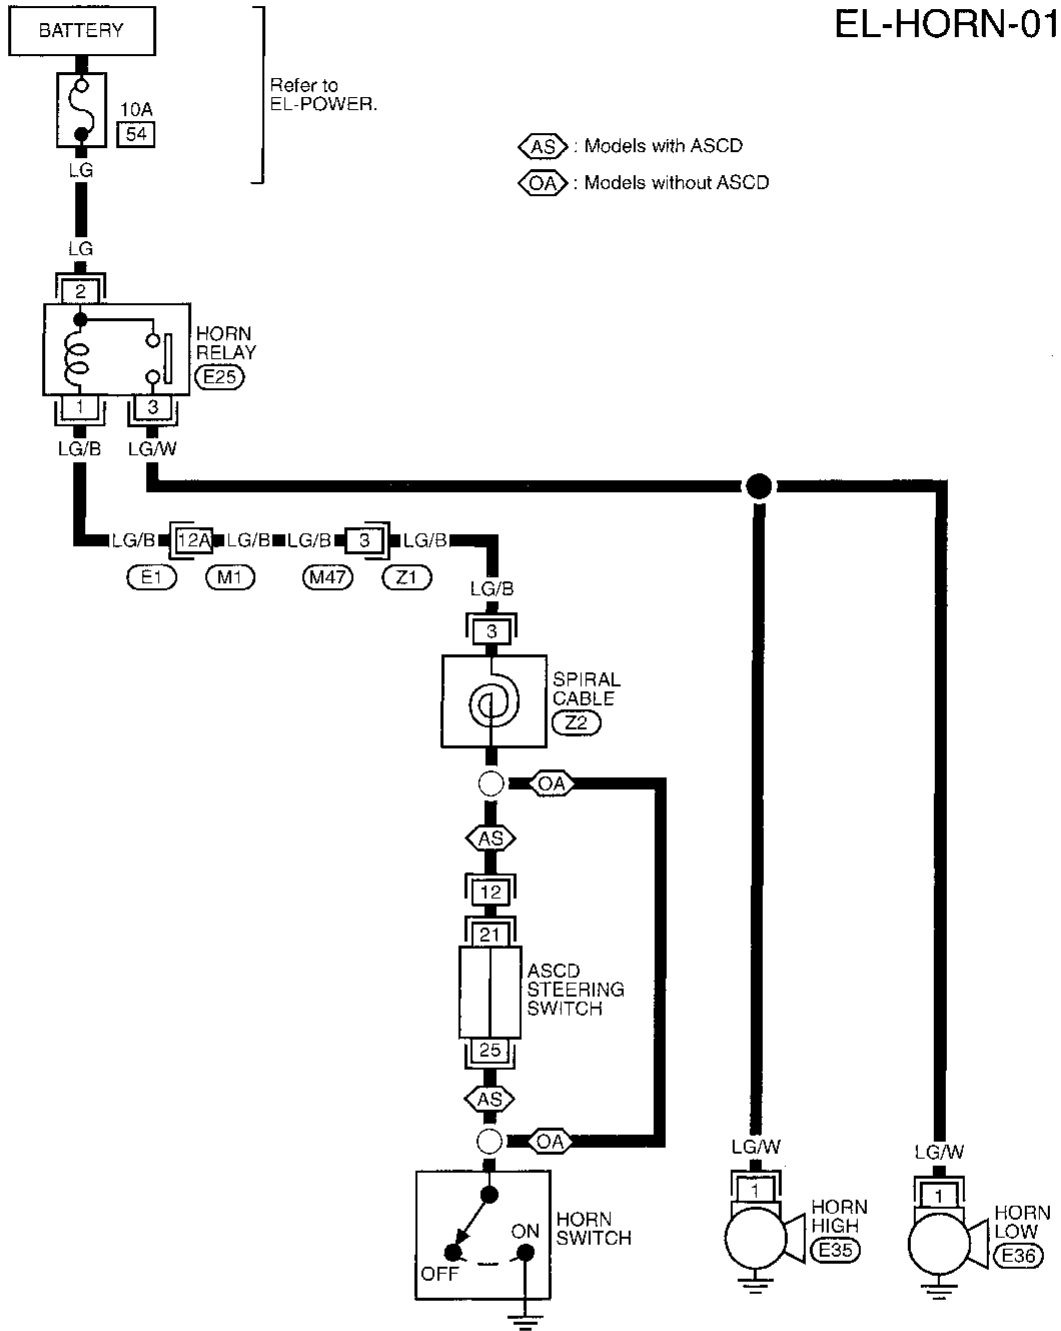 EL-HORN-01
BATTERY
Refer to
EL-POWER.
10A
54
LG
AS : Models with ASCD
OA : Models without ASCD
LG
2
HORN
RELAY
E25
1 3
LG/B LG/W
LG/B 12A LG/B LG/B 3 LG/B
E1 M1 M47 Z1
LG/B
3
SPIRAL
CABLE
Z2
OA
AS
12
21
ASCD
STEERING
SWITCH
25
AS
OA
LG/W LG/W
1 1
HORN
HIGH
E35
HORN
LOW
E36
HORN
SWITCH
ON
OFF